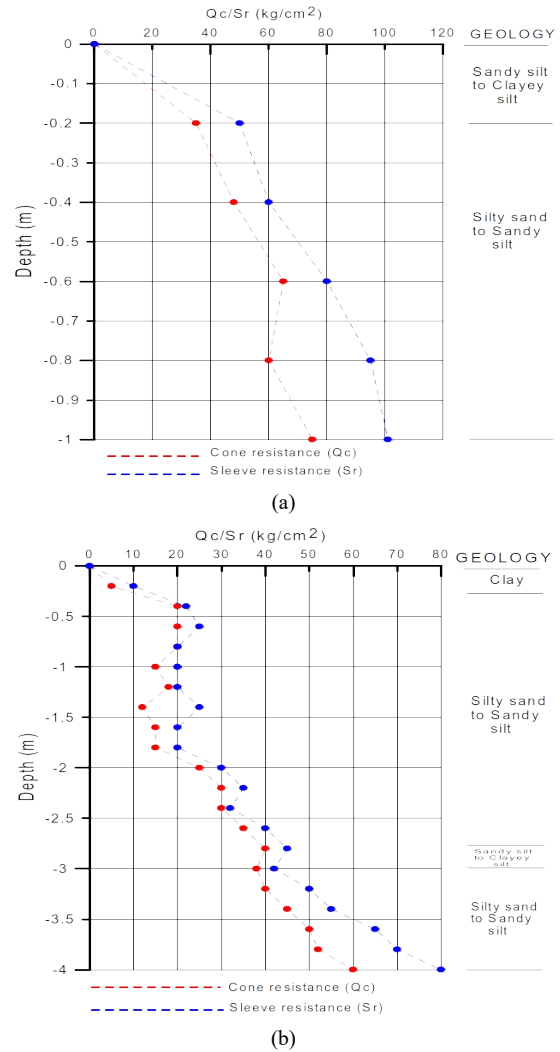 Qc/Sr (kg/cm2)
0 20 40 60 80 100 120
GEOLOGY
0
-0.1
-0.2
-0.3
-0.4
-0.5
-0.6
-0.7
-0.8
-0.9
-1
Depth (m)
Sandy silt
to Clayey
silt
Silty sand
to Sandy
silt
Cone resistance (Qc)
Sleeve resistance (Sr)
(a)
Qc/Sr (kg/cm2)
0 10 20 30 40 50 60 70 80
GEOLOGY
0
-0.5
-1
-1.5
-2
-2.5
-3
-3.5
-4
Depth (m)
Clay
Silty sand
to Sandy
silt
Sandy silt
to Clayey
silt
Silty sand
to Sandy
silt
Cone resistance (Qc)
Sleeve resistance (Sr)
(b)